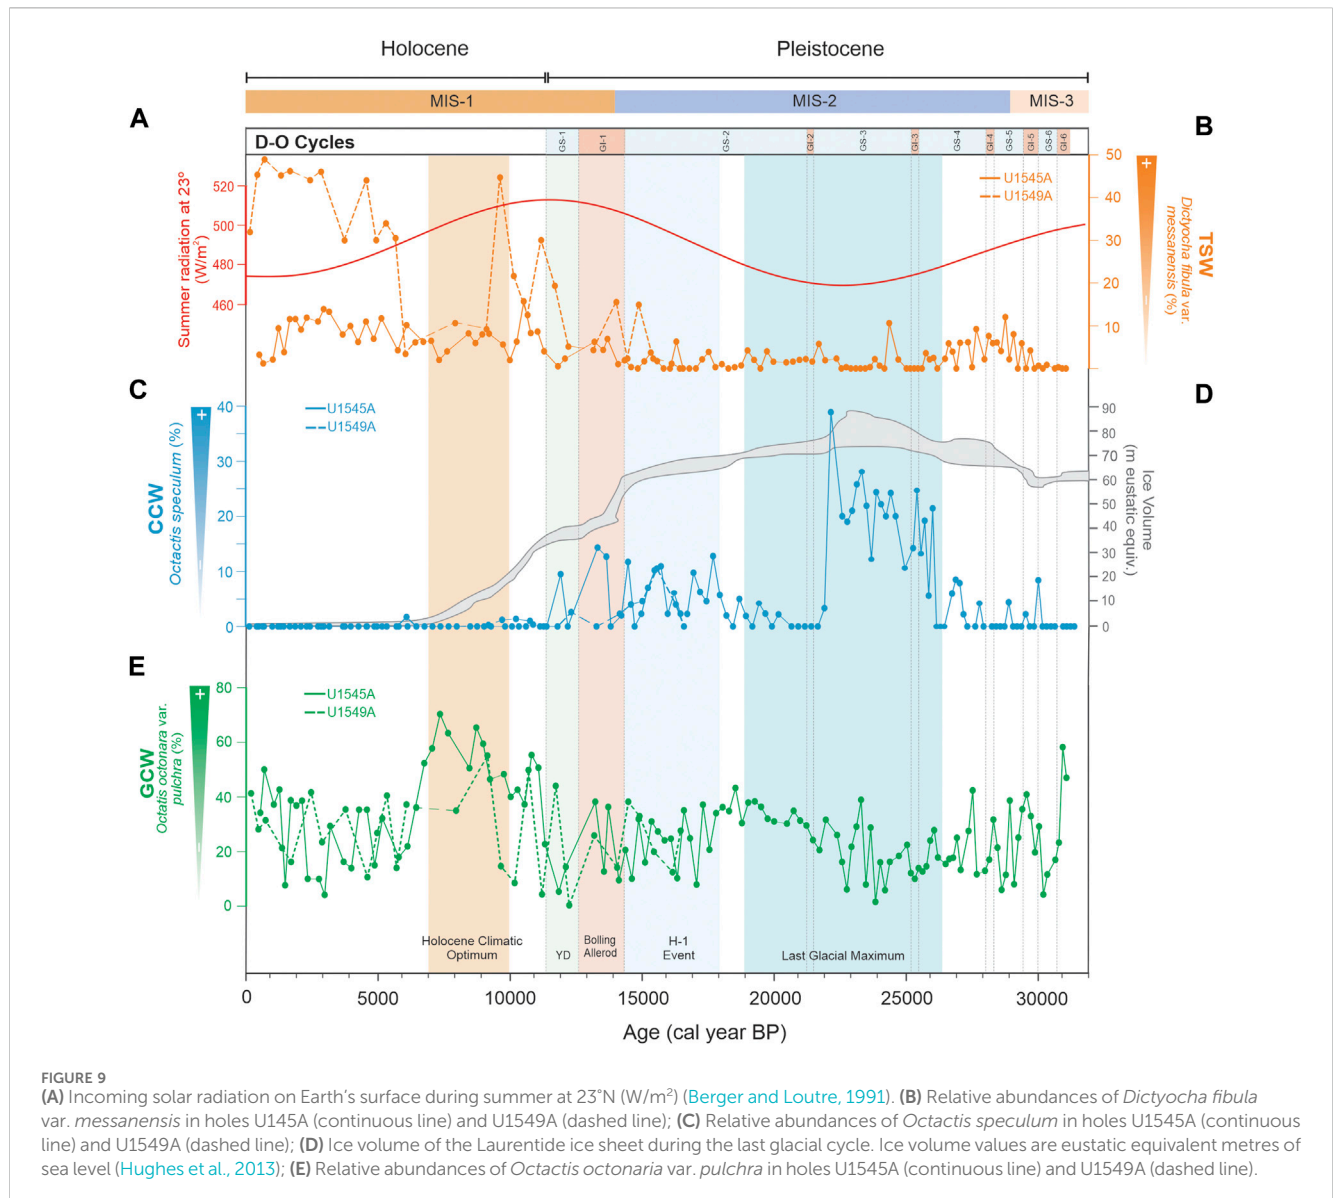 Holocene
Pleistocene
MIS-1
MIS-2
MIS-3
A
B
D-O Cycles
GS-1
GI-1
GS-2
GI-2
GS-3
GI-3
GS-4
GI-4
GS-5
GI-5
GS-6
GI-6
Summer radiation at 23°
(W/m²)
520
500
480
460
U1545A
U1549A
50
40
30
20
10
+
-
TSW
Dictyocha fibula var.
messanensis (%)
C
D
+
-
CCW
Octactis speculum (%)
40
30
20
10
0
U1545A
U1549A
90
80
70
60
50
40
30
20
10
0
Ice Volume
(m eustatic equiv.)
E
+
-
GCW
Octatis octonara var.
pulchra (%)
80
60
40
20
0
U1545A
U1549A
Holocene Climatic
Optimum
YD
Bolling
Allerod
H-1
Event
Last Glacial Maximum
0
5000
10000
15000
20000
25000
30000
Age (cal year BP)
FIGURE 9
(A) Incoming solar radiation on Earth's surface during summer at 23°N (W/m²) (Berger and Loutre, 1991). (B) Relative abundances of Dictyocha fibula
var. messanensis in holes U145A (continuous line) and U1549A (dashed line); (C) Relative abundances of Octactis speculum in holes U1545A (continuous
line) and U1549A (dashed line); (D) Ice volume of the Laurentide ice sheet during the last glacial cycle. Ice volume values are eustatic equivalent metres of
sea level (Hughes et al., 2013); (E) Relative abundances of Octactis octonaria var. pulchra in holes U1545A (continuous line) and U1549A (dashed line).